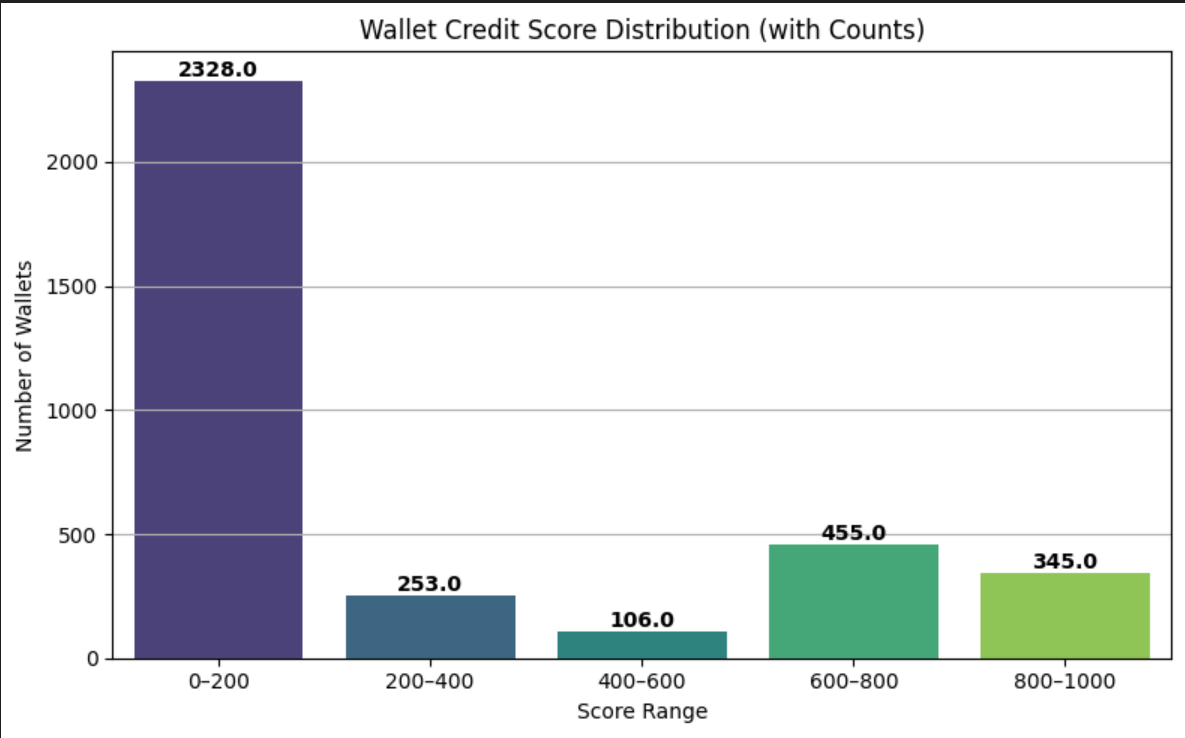 Wallet Credit Score Distribution (with Counts)
Number of Wallets
2000
1500
1000
500
0
2328.0
253.0
106.0
455.0
345.0
0–200 200–400 400–600 600–800 800–1000
Score Range